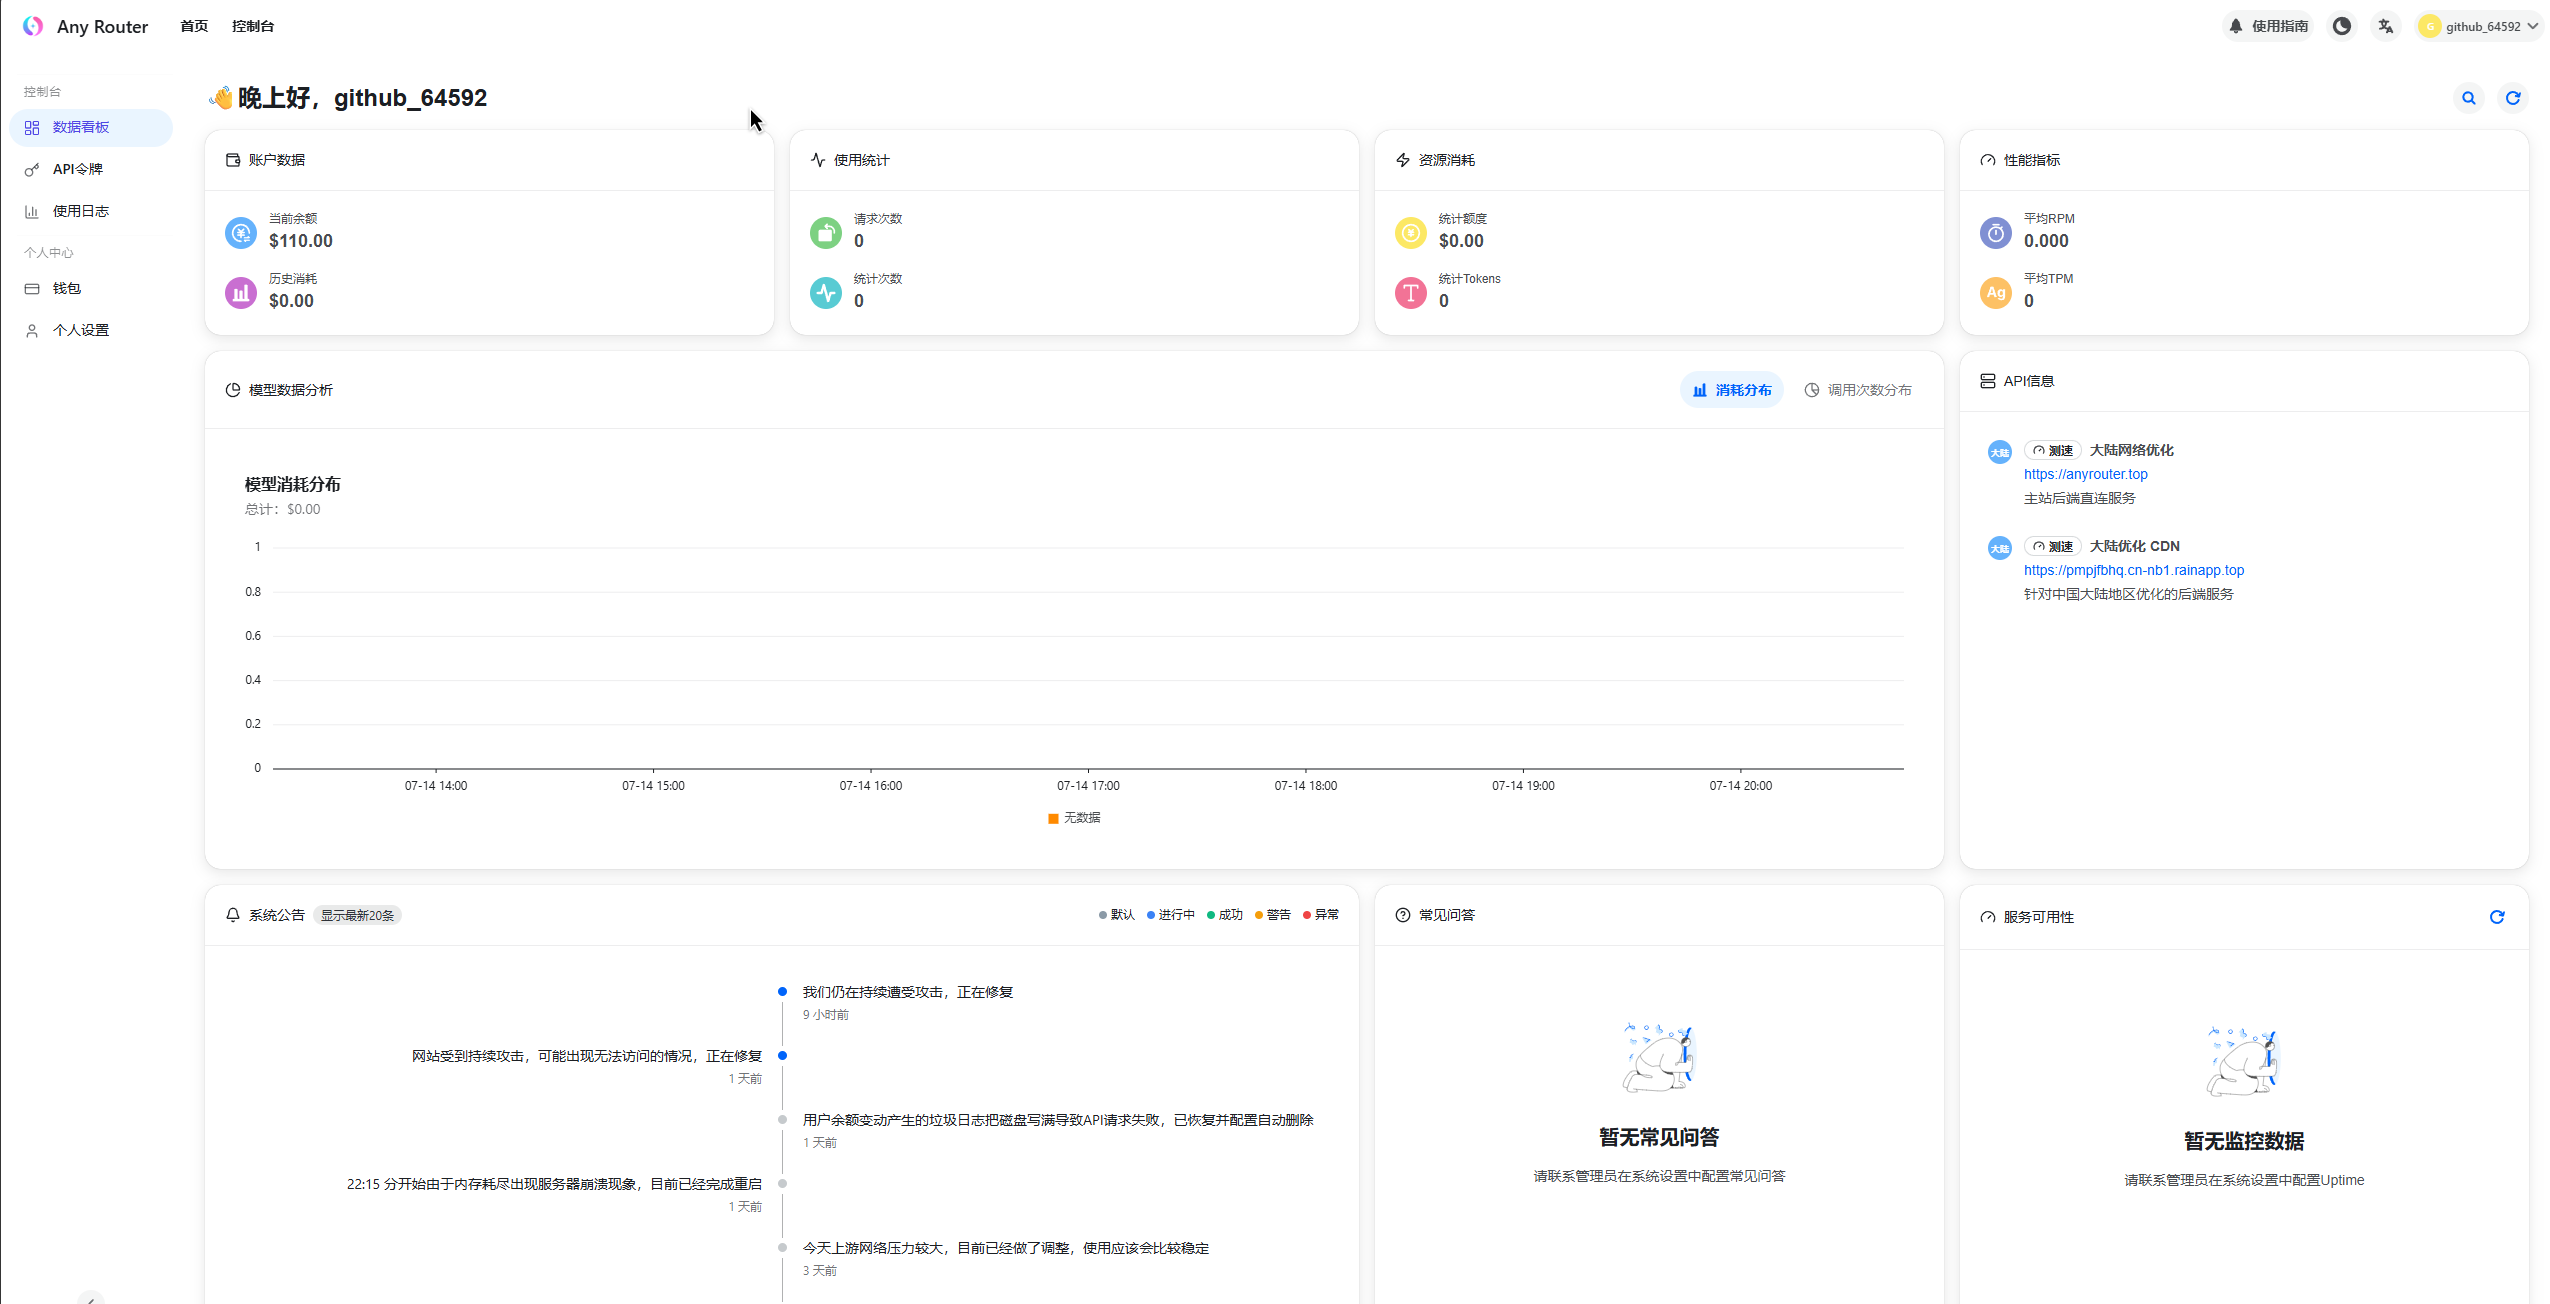 Any Router
首页
控制台
使用指南
G
github_64592
控制台
数据看板
API令牌
使用日志
个人中心
钱包
个人设置
👋晚上好，github_64592
账户数据
当前余额
$110.00
历史消耗
$0.00
使用统计
请求次数
0
统计次数
0
资源消耗
统计额度
$0.00
统计Tokens
0
性能指标
平均RPM
0.000
Ag
平均TPM
0
模型数据分析
消耗分布
调用次数分布
模型消耗分布
总计：$0.00
1
0.8
0.6
0.4
0.2
0
07-14 14:00
07-14 15:00
07-14 16:00
07-14 17:00
07-14 18:00
07-14 19:00
07-14 20:00
无数据
API信息
大陆
测速
大陆网络优化
https://anyrouter.top
主站后端直连服务
大陆
测速
大陆优化 CDN
https://pmpjfbhq.cn-nb1.rainapp.top
针对中国大陆地区优化的后端服务
系统公告
显示最新20条
默认
进行中
成功
警告
异常
我们仍在持续遭受攻击，正在修复
9 小时前
网站受到持续攻击，可能出现无法访问的情况，正在修复
1 天前
用户余额变动产生的垃圾日志把磁盘写满导致API请求失败，已恢复并配置自动删除
1 天前
22:15 分开始由于内存耗尽出现服务器崩溃现象，目前已经完成重启
1 天前
今天上游网络压力较大，目前已经做了调整，使用应该会比较稳定
3 天前
常见问答
暂无常见问答
请联系管理员在系统设置中配置常见问答
服务可用性
暂无监控数据
请联系管理员在系统设置中配置Uptime